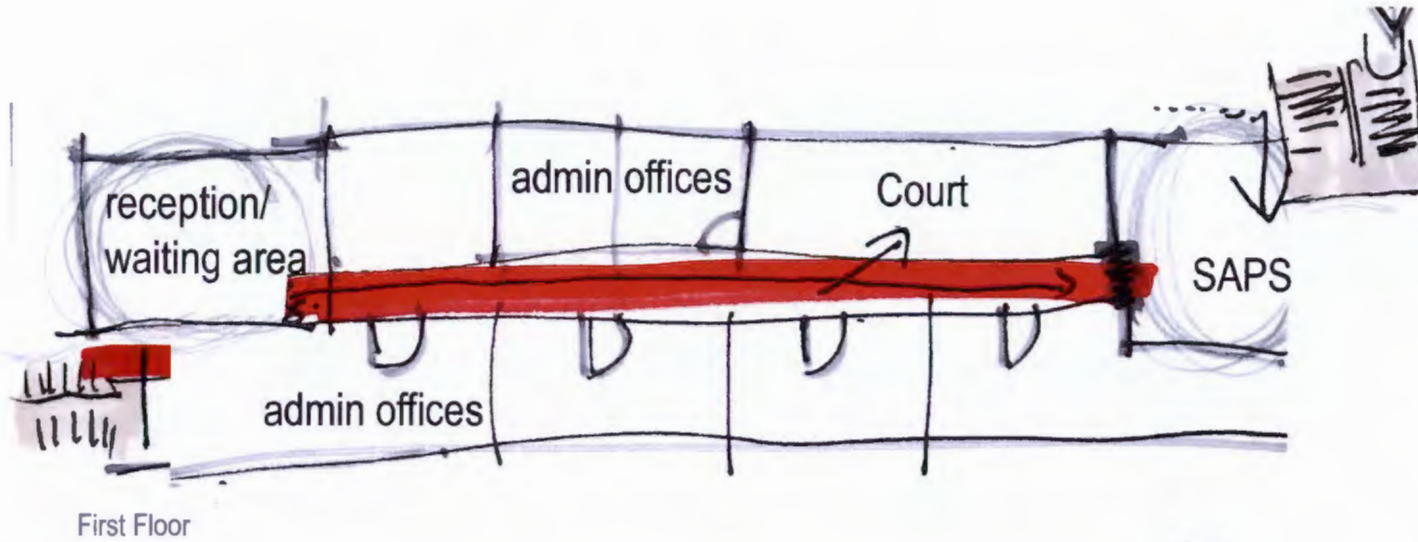 reception/
waiting area
admin offices
Court
SAPS
admin offices
First Floor